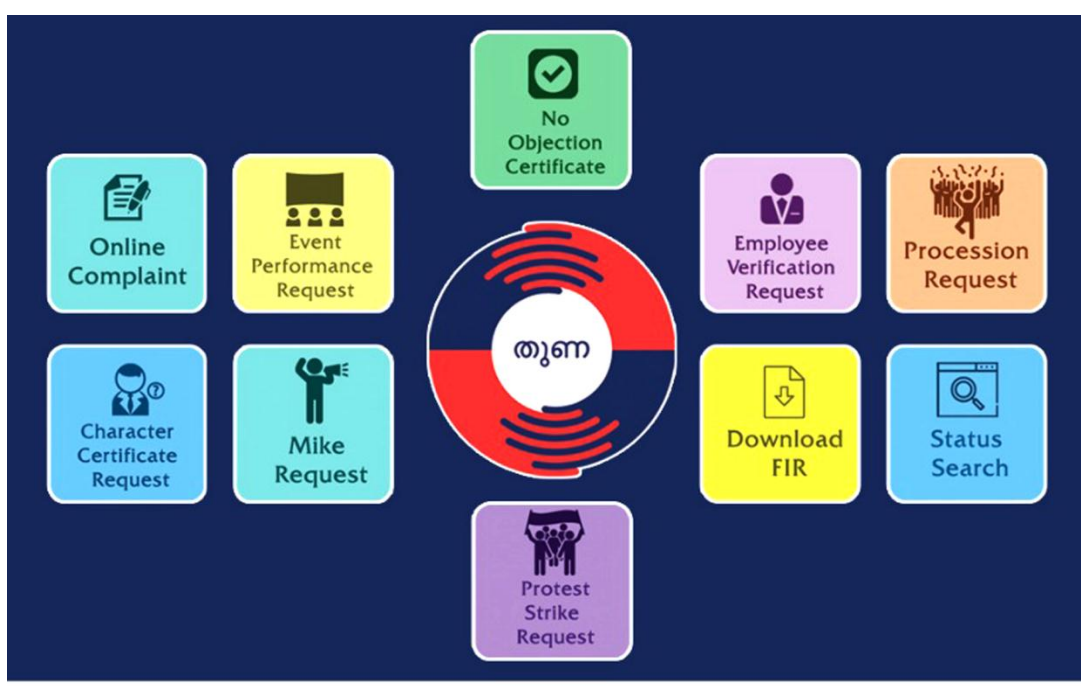 No
Objection
Certificate
Online
Complaint
Event
Performance
Request
Employee
Verification
Request
Procession
Request
തുണ
Character
Certificate
Request
?
Mike
Request
Download
FIR
Status
Search
Protest
Strike
Request